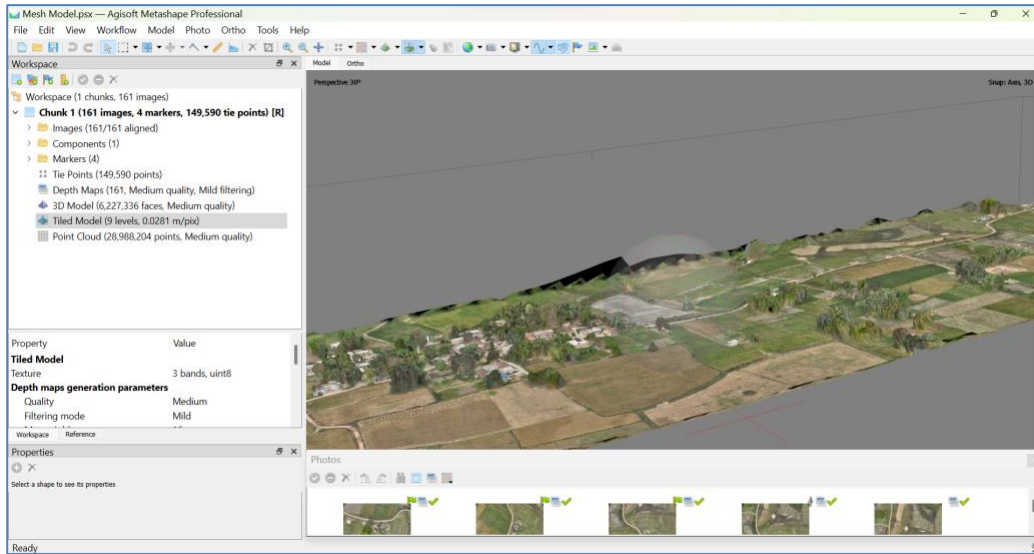 Mesh Model.psx — Agisoft Metashape Professional
File Edit View Workflow Model Photo Ortho Tools Help
Workspace
Workspace (1 chunks, 161 images)
Chunk 1 (161 images, 4 markers, 149,590 tie points) [R]
Images (161/161 aligned)
Components (1)
Markers (4)
Tie Points (149,590 points)
Depth Maps (161, Medium quality, Mild filtering)
3D Model (6,227,336 faces, Medium quality)
Tiled Model (9 levels, 0.0281 m/pix)
Point Cloud (28,988,204 points, Medium quality)
Property Value
Tiled Model
Texture 3 bands, uint8
Depth maps generation parameters
Quality Medium
Filtering mode Mild
Workspace Reference
Properties
Select a shape to see its properties
Ready
Model Ortho
Perspective 30°
Snap: Axis, 3D
Photos